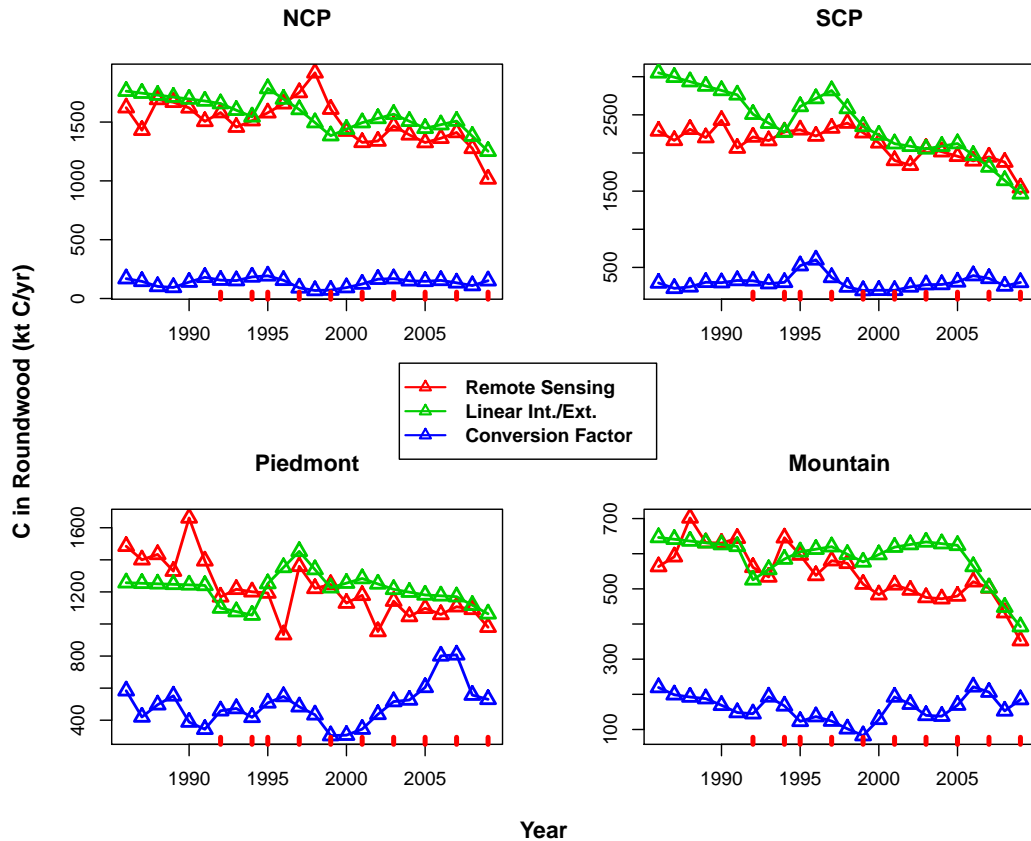 NCP
SCP
C in Roundwood (kt C/yr)
0 500 1000 1500
1990 1995 2000 2005
500 1500 2500
1990 1995 2000 2005
Remote Sensing
Linear Int./Ext.
Conversion Factor
Piedmont
Mountain
400 800 1200 1600
1990 1995 2000 2005
100 300 500 700
1990 1995 2000 2005
Year